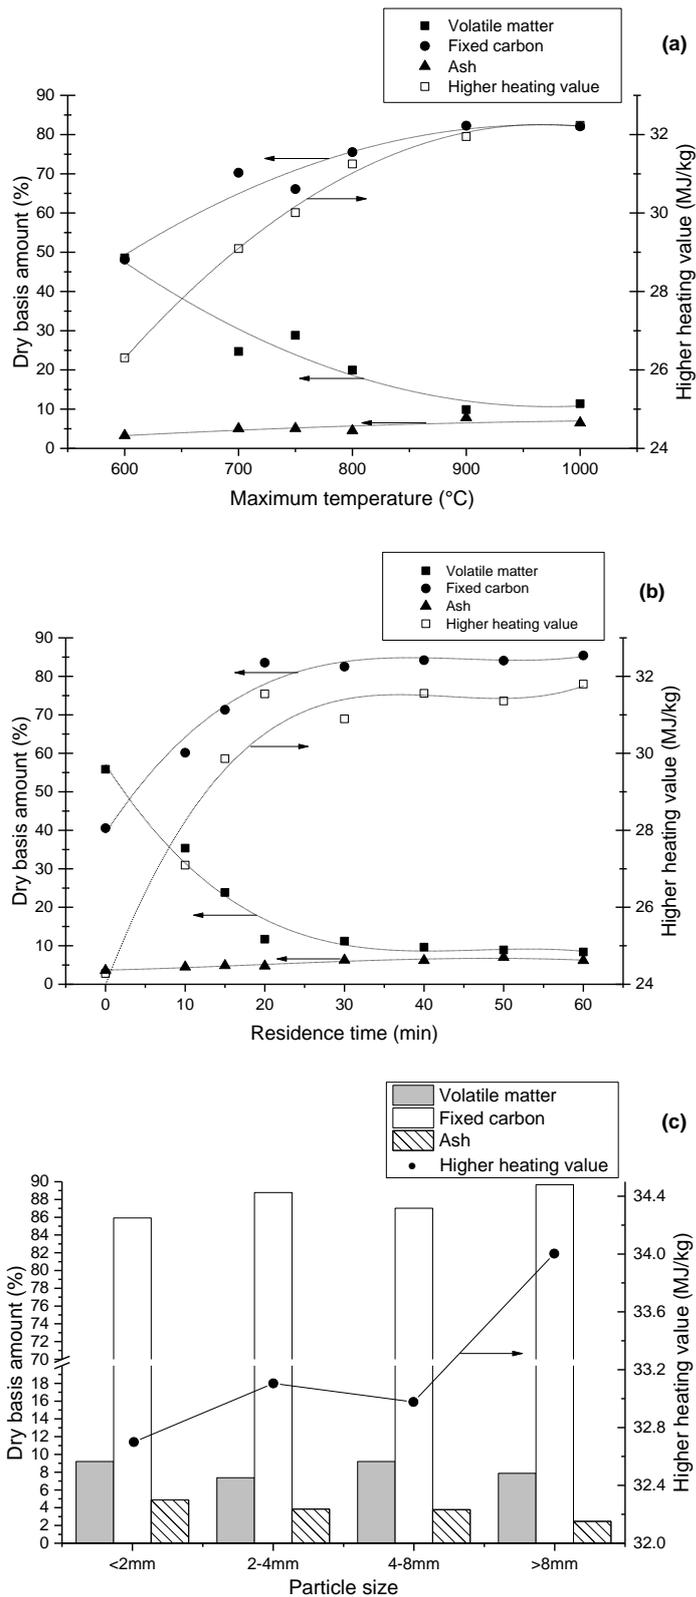 Volatile matter
Fixed carbon
Ash
Higher heating value
(a)
90
80
70
60
50
40
30
20
10
0
Dry basis amount (%)
32
30
28
26
24
Higher heating value (MJ/kg)
600 700 800 900 1000
Maximum temperature (°C)
Volatile matter
Fixed carbon
Ash
Higher heating value
(b)
90
80
70
60
50
40
30
20
10
0
Dry basis amount (%)
32
30
28
26
24
Higher heating value (MJ/kg)
0 10 20 30 40 50 60
Residence time (min)
Volatile matter
Fixed carbon
Ash
Higher heating value
(c)
90
88
86
84
82
80
78
76
74
72
70
18
16
14
12
10
8
6
4
2
0
Dry basis amount (%)
34.4
34.0
33.6
33.2
32.8
32.4
32.0
Higher heating value (MJ/kg)
<2mm 2-4mm 4-8mm >8mm
Particle size